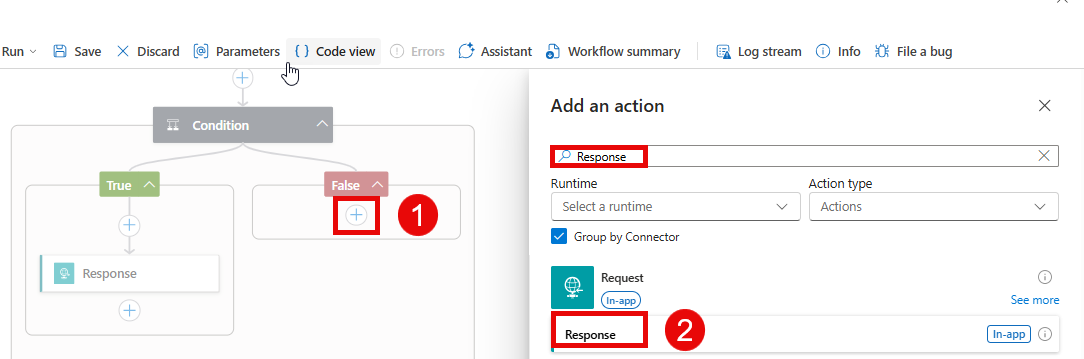 Run Save Discard Parameters { } Code view Errors Assistant Workflow summary Log stream Info File a bug
Condition
True
False
1
Response
Add an action
Response
Runtime Action type
Select a runtime Actions
Group by Connector
Request
In-app
See more
Response 2 In-app